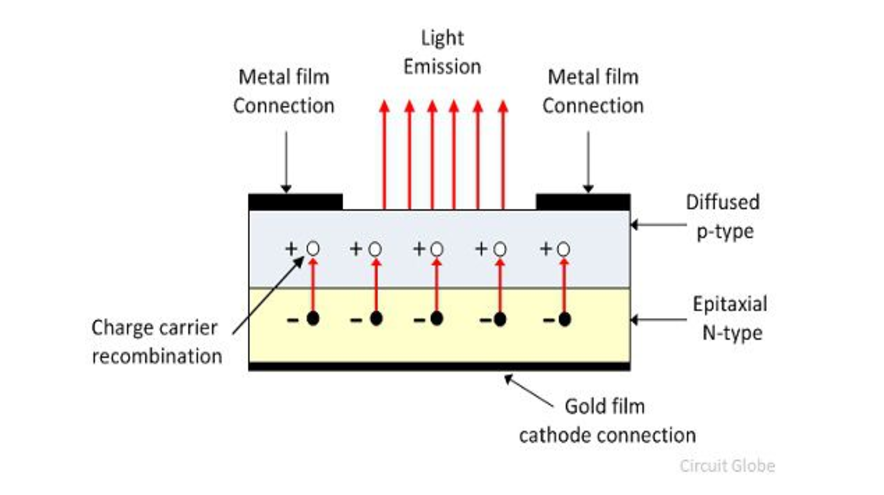 Light
Emission
Metal film
Connection
Metal film
Connection
Diffused
p-type
+ + + + +
Epitaxial
N-type
- - - - -
Charge carrier
recombination
Gold film
cathode connection
Circuit Globe